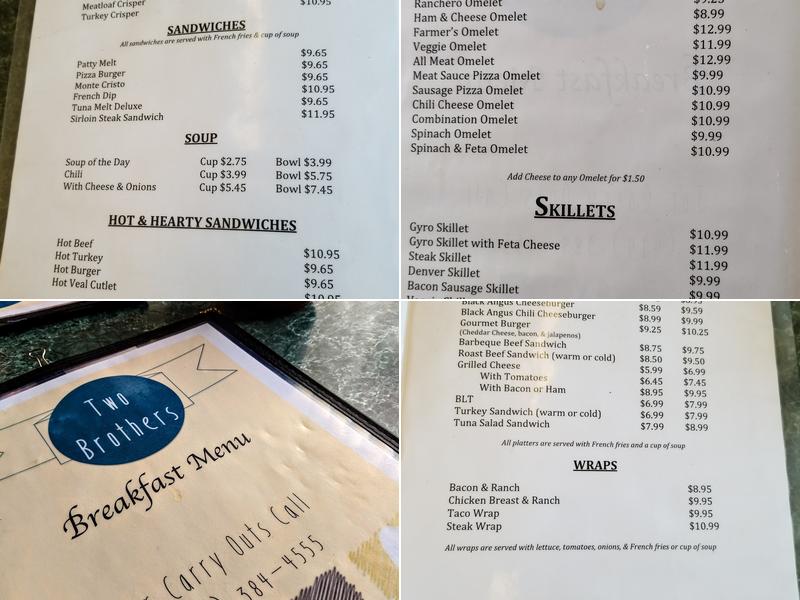 Meatloaf Crisper
Turkey Crisper
$10.95
SANDWICHES
All sandwiches are served with French fries & cup of soup
Patty Melt $9.65
Pizza Burger $9.65
Monte Cristo $9.65
French Dip $10.95
Tuna Melt Deluxe $9.65
Sirloin Steak Sandwich $11.95
SOUP
Soup of the Day Cup $2.75 Bowl $3.99
Chili Cup $3.99 Bowl $5.75
With Cheese & Onions Cup $5.45 Bowl $7.45
HOT & HEARTY SANDWICHES
Hot Beef $10.95
Hot Turkey $9.65
Hot Burger $9.65
Hot Veal Cutlet $10.95
Ranchero Omelet $9.25
Ham & Cheese Omelet $8.99
Farmer's Omelet $12.99
Veggie Omelet $11.99
All Meat Omelet $12.99
Meat Sauce Pizza Omelet $9.99
Sausage Pizza Omelet $10.99
Chili Cheese Omelet $10.99
Combination Omelet $10.99
Spinach Omelet $9.99
Spinach & Feta Omelet $10.99
Add Cheese to any Omelet for $1.50
SKILLETS
Gyro Skillet $10.99
Gyro Skillet with Feta Cheese $11.99
Steak Skillet $11.99
Denver Skillet $9.99
Bacon Sausage Skillet $9.99
Two
Brothers
Breakfast Menu
Carry Outs Call
384-4555
Black Angus Cheeseburger $8.59 $9.59
Black Angus Chili Cheeseburger $8.99 $9.99
Gourmet Burger $9.25 $10.25
(Cheddar Cheese, bacon, & jalapenos)
Barbeque Beef Sandwich $8.75 $9.75
Roast Beef Sandwich (warm or cold) $8.50 $9.50
Grilled Cheese $5.99 $6.99
With Tomatoes $6.45 $7.45
With Bacon or Ham $8.95 $9.95
BLT $6.99 $7.99
Turkey Sandwich (warm or cold) $6.99 $7.99
Tuna Salad Sandwich $7.99 $8.99
All platters are served with French fries and a cup of soup
WRAPS
Bacon & Ranch $8.95
Chicken Breast & Ranch $9.95
Taco Wrap $9.95
Steak Wrap $10.99
All wraps are served with lettuce, tomatoes, onions, & French fries or cup of soup